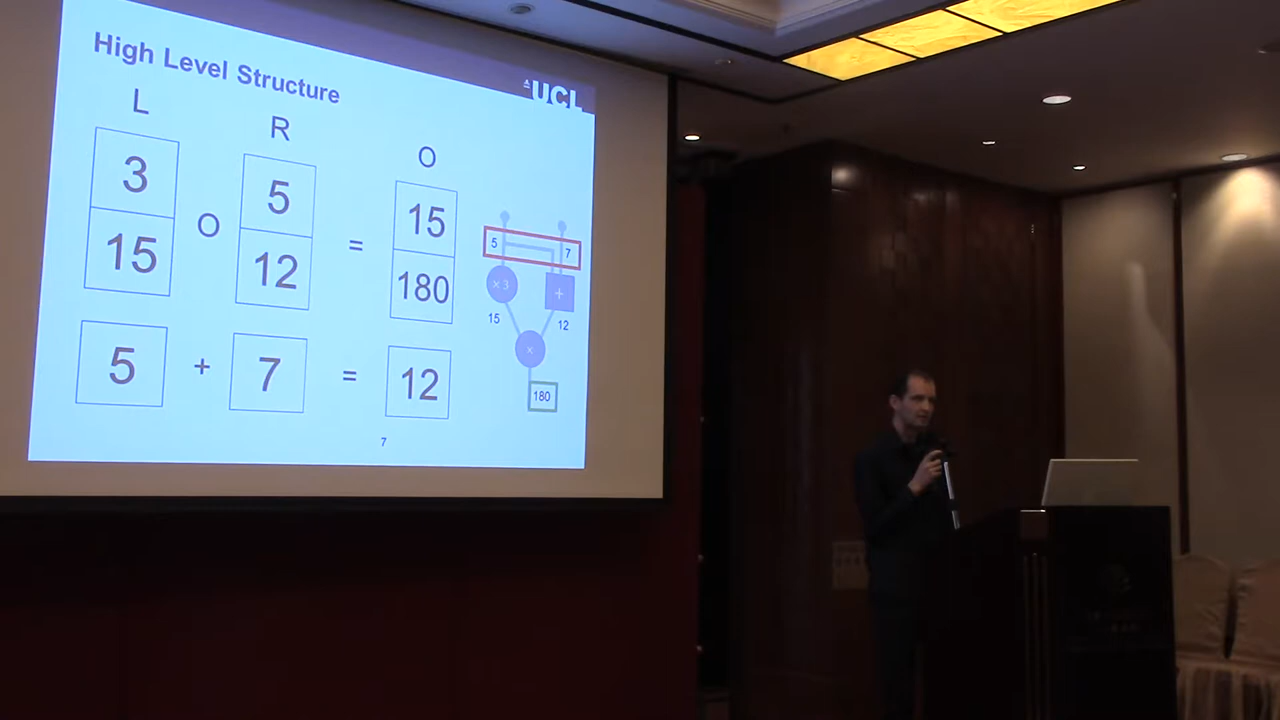 High Level Structure
UCL
L R O
3 5 15
15 O 12 = 180
5 + 7 = 12
5 7
x 3 +
15 12
x
180
7